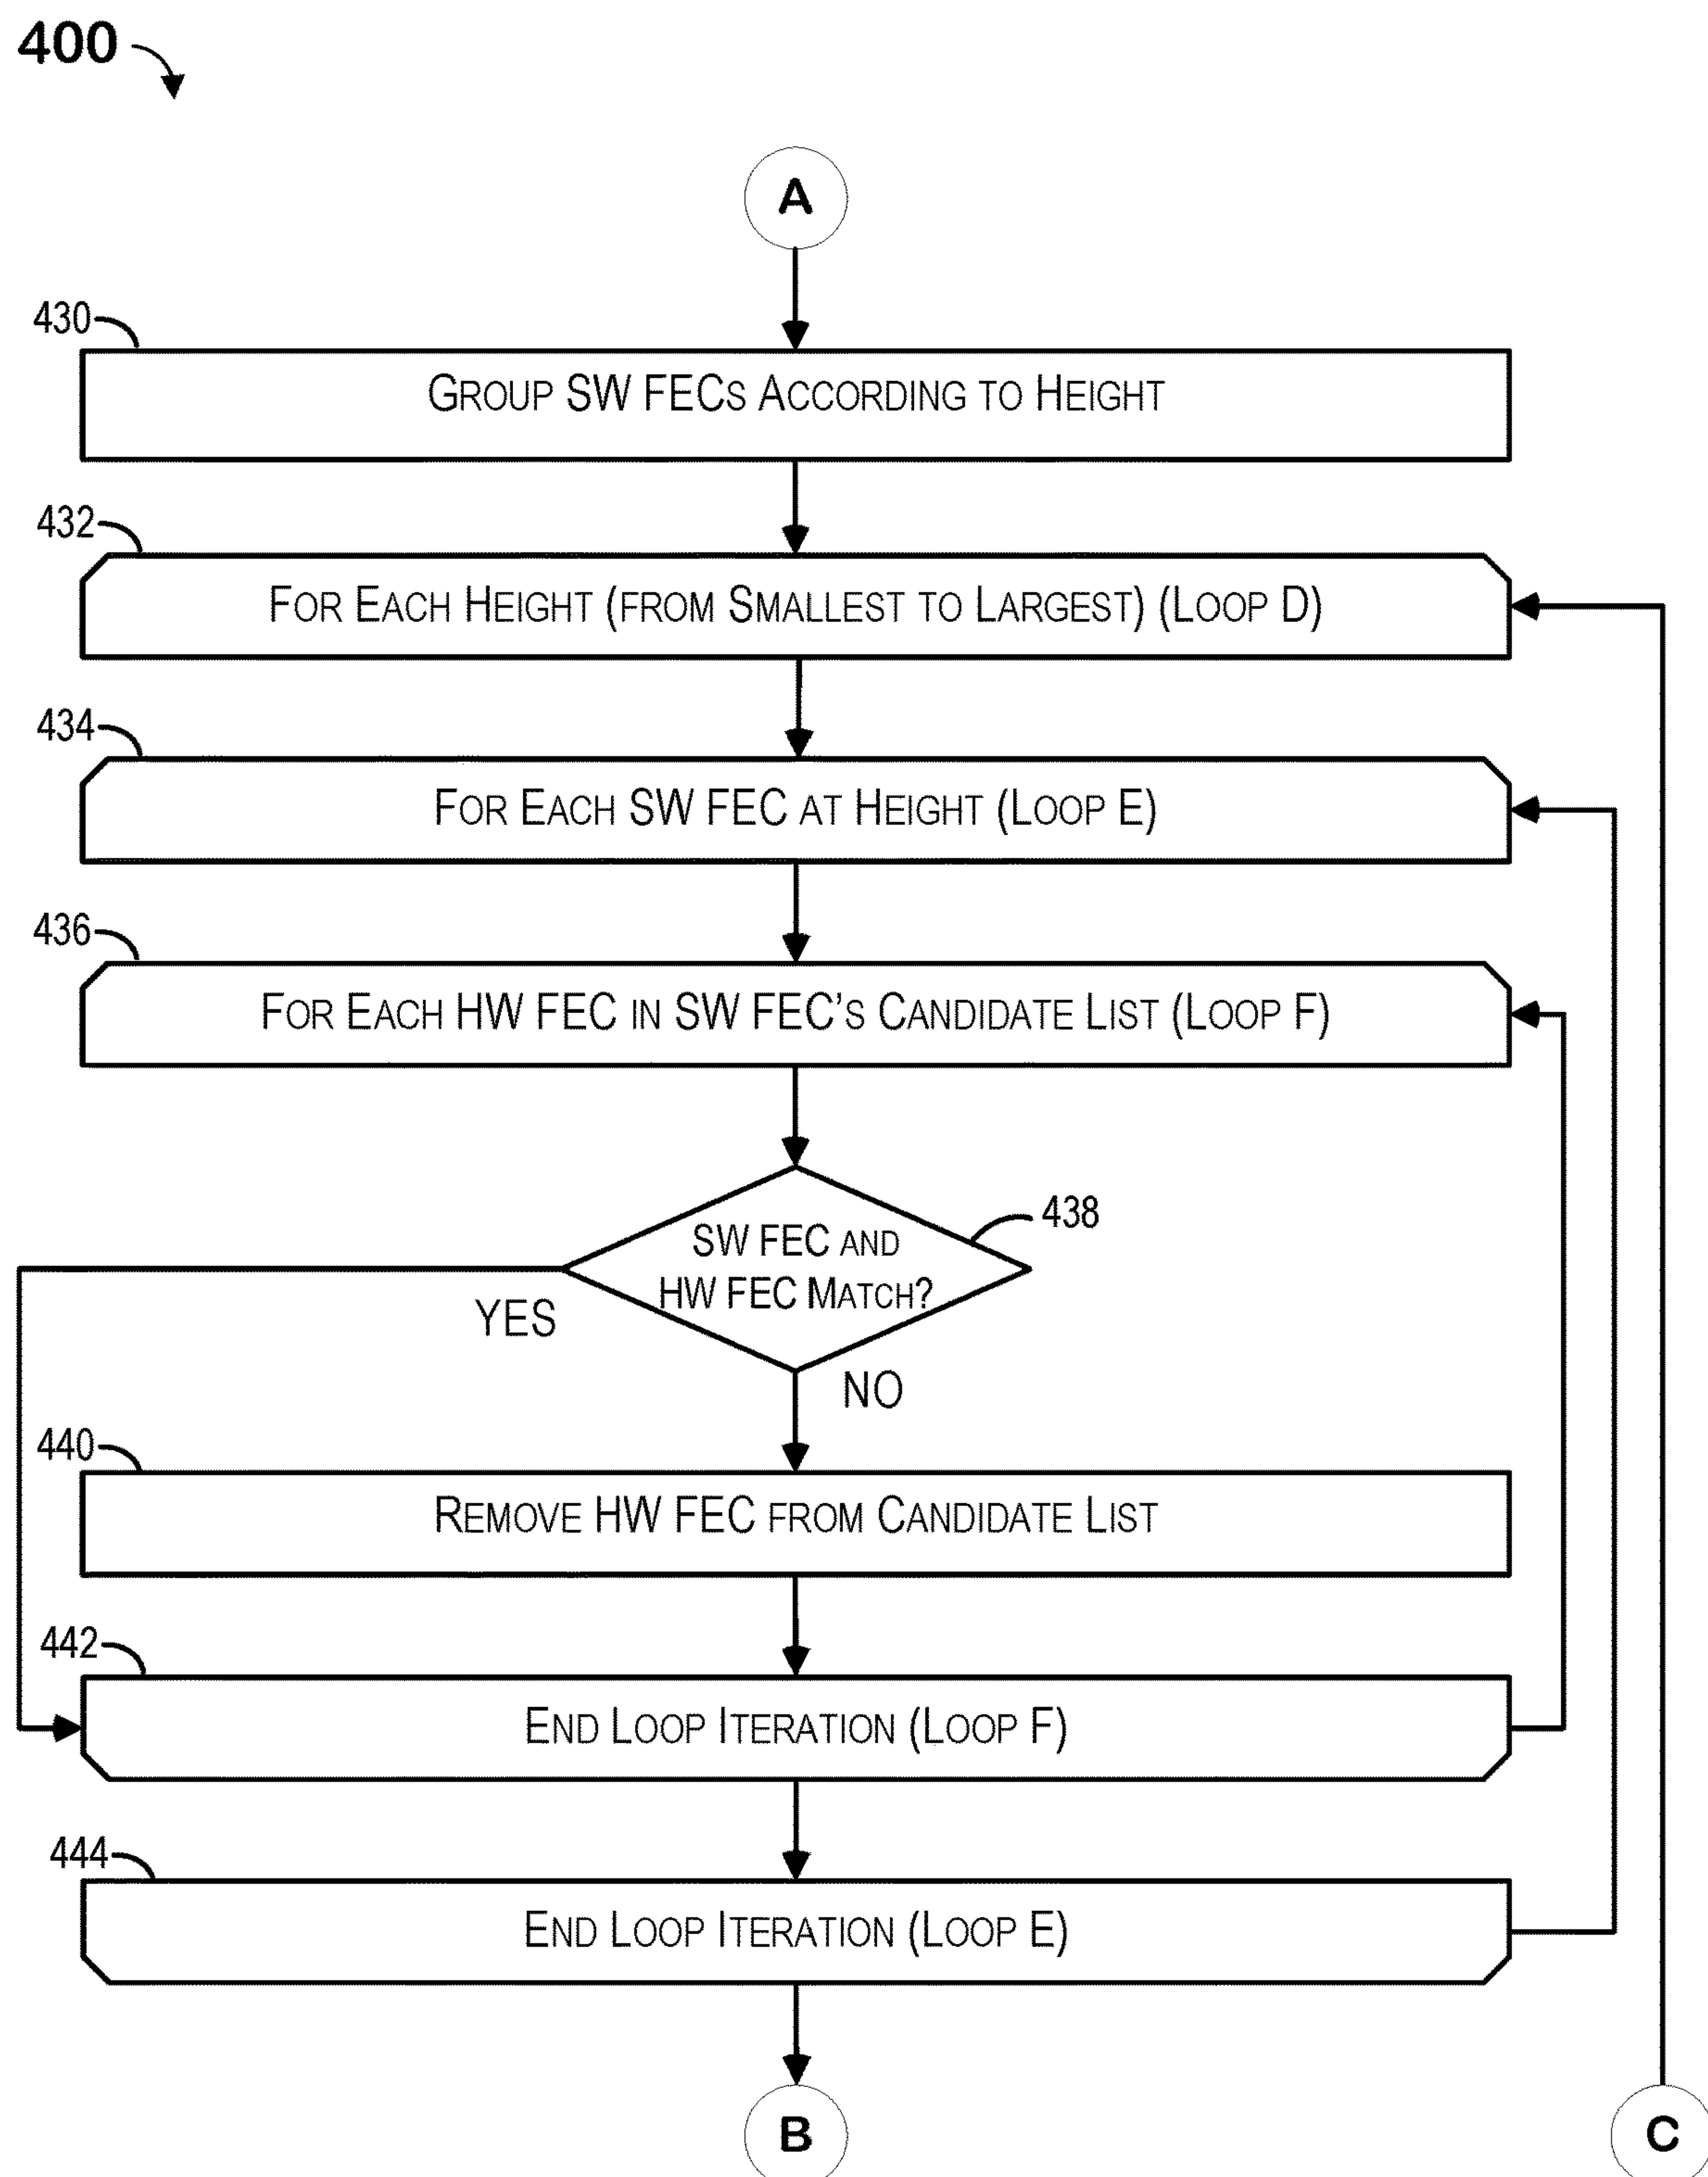 400
A
430
GROUP SW FECS ACCORDING TO HEIGHT
432
FOR EACH HEIGHT (FROM SMALLEST TO LARGEST) (LOOP D)
434
FOR EACH SW FEC AT HEIGHT (LOOP E)
436
FOR EACH HW FEC IN SW FEC'S CANDIDATE LIST (LOOP F)
438
SW FEC AND
HW FEC MATCH?
YES
NO
440
REMOVE HW FEC FROM CANDIDATE LIST
442
END LOOP ITERATION (LOOP F)
444
END LOOP ITERATION (LOOP E)
B
C